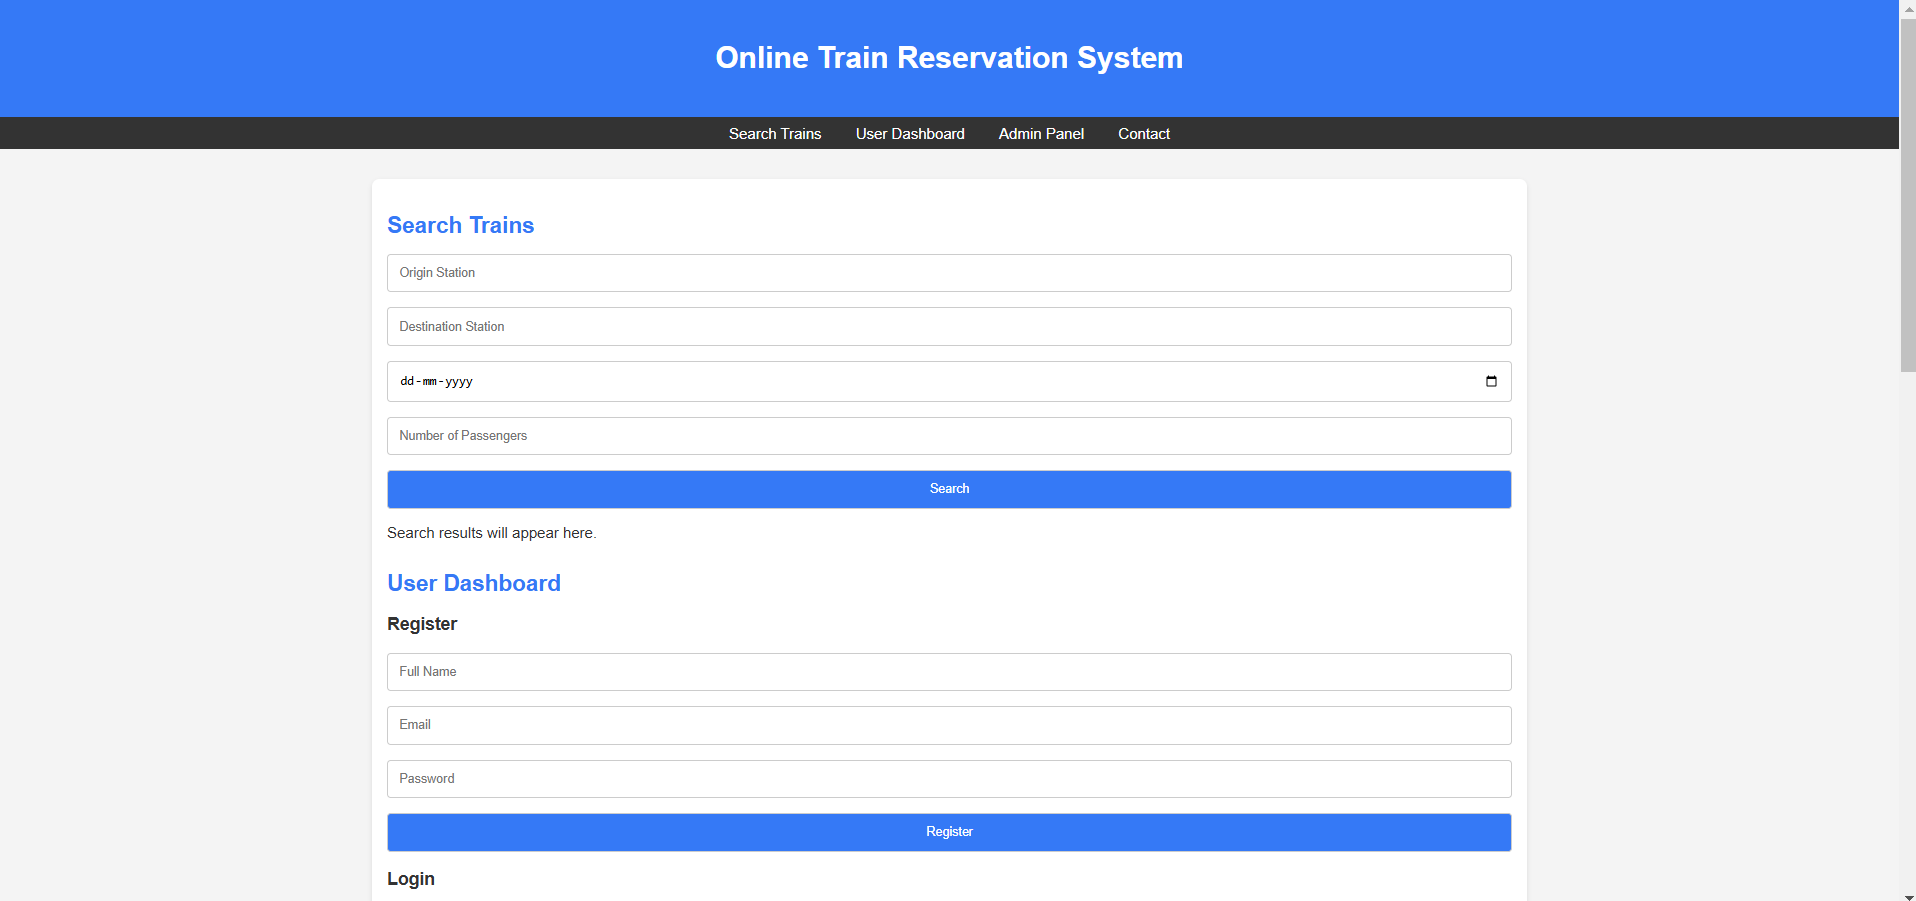 Online Train Reservation System
Search Trains User Dashboard Admin Panel Contact
Search Trains
Origin Station
Destination Station
dd-mm-yyyy
Number of Passengers
Search
Search results will appear here.
User Dashboard
Register
Full Name
Email
Password
Register
Login